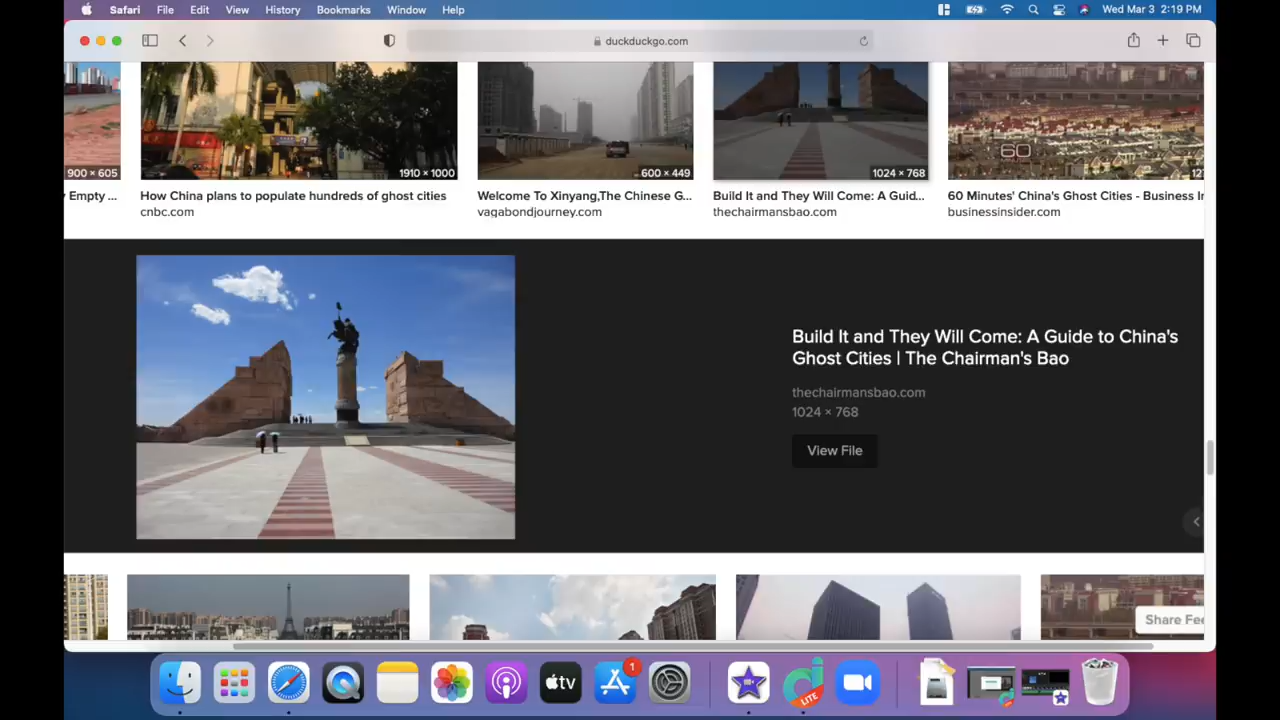 Safari File Edit View History Bookmarks Window Help Wed Mar 3 2:19 PM
duckduckgo.com
900 × 605
1910 × 1000
600 × 449
1024 × 768
60
12
y Empty ...
How China plans to populate hundreds of ghost cities
cnbc.com
Welcome To Xinyang,The Chinese G...
vagabondjourney.com
Build It and They Will Come: A Guid...
thechairmansbao.com
60 Minutes' China's Ghost Cities - Business In
businessinsider.com
Build It and They Will Come: A Guide to China's
Ghost Cities | The Chairman's Bao
thechairmansbao.com
1024 × 768
View File
Share Fee
tv
1
LITE